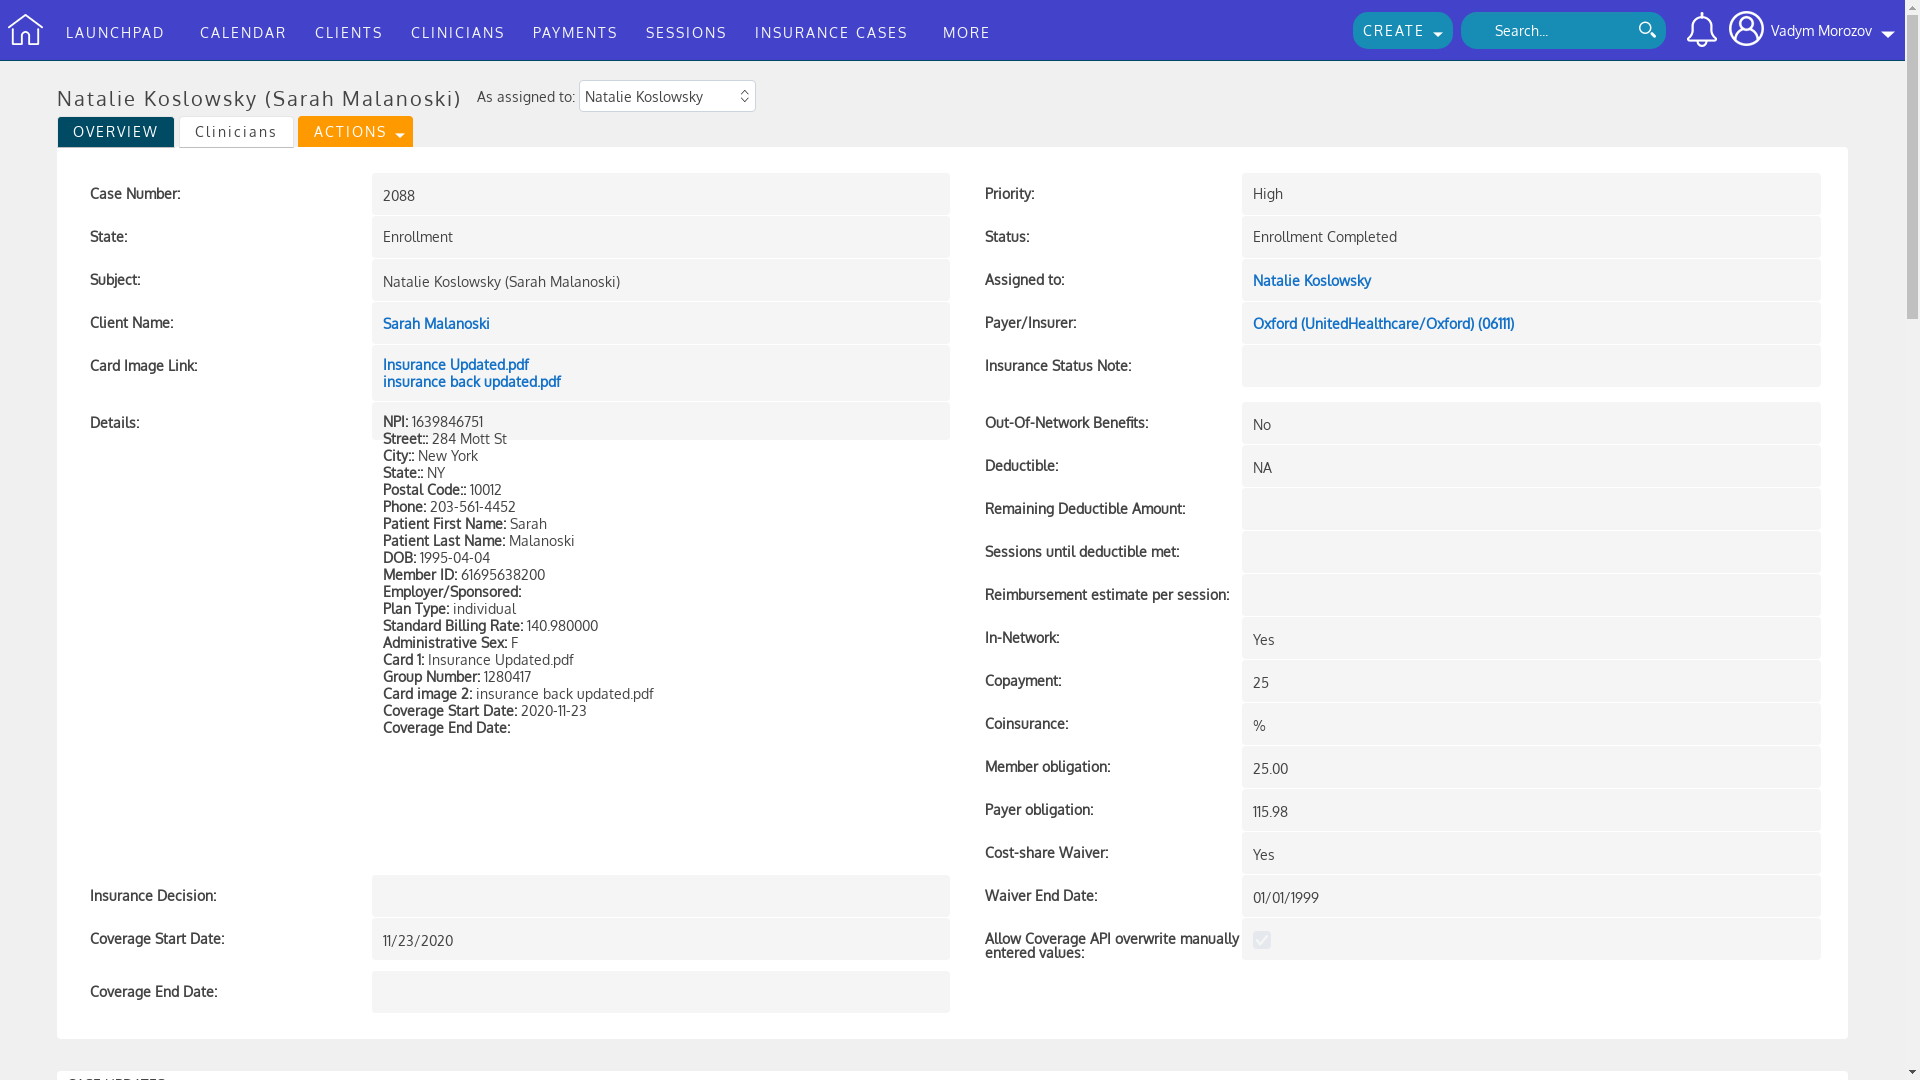 LAUNCHPAD CALENDAR CLIENTS CLINICIANS PAYMENTS SESSIONS INSURANCE CASES MORE CREATE Search... Vadym Morozov
Natalie Koslowsky (Sarah Malanoski) As assigned to: Natalie Koslowsky
OVERVIEW Clinicians ACTIONS
Case Number: 2088 Priority: High
State: Enrollment Status: Enrollment Completed
Subject: Natalie Koslowsky (Sarah Malanoski) Assigned to: Natalie Koslowsky
Client Name: Sarah Malanoski Payer/Insurer: Oxford (UnitedHealthcare/Oxford) (06111)
Card Image Link: Insurance Updated.pdf
insurance back updated.pdf
Insurance Status Note:
Details:
NPI: 1639846751
Street:: 284 Mott St
City:: New York
State:: NY
Postal Code:: 10012
Phone: 203-561-4452
Patient First Name: Sarah
Patient Last Name: Malanoski
DOB: 1995-04-04
Member ID: 61695638200
Employer/Sponsored:
Plan Type: individual
Standard Billing Rate: 140.980000
Administrative Sex: F
Card 1: Insurance Updated.pdf
Group Number: 1280417
Card image 2: insurance back updated.pdf
Coverage Start Date: 2020-11-23
Coverage End Date:
Out-Of-Network Benefits: No
Deductible: NA
Remaining Deductible Amount:
Sessions until deductible met:
Reimbursement estimate per session:
In-Network: Yes
Copayment: 25
Coinsurance: %
Member obligation: 25.00
Payer obligation: 115.98
Cost-share Waiver: Yes
Insurance Decision: Waiver End Date: 01/01/1999
Coverage Start Date: 11/23/2020 Allow Coverage API overwrite manually
entered values:
Coverage End Date: